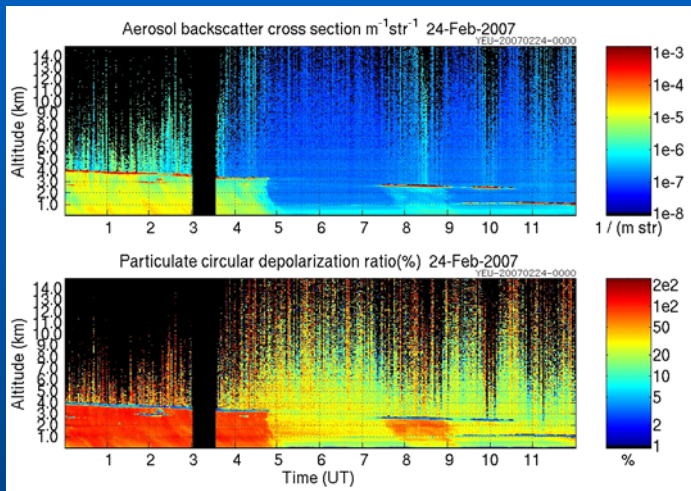 Aerosol backscatter cross section m⁻¹str⁻¹ 24-Feb-2007
YEU-20070224-0000
Altitude (km)
14.0
13.0
12.0
11.0
10.0
9.0
8.0
7.0
6.0
5.0
4.0
3.0
2.0
1.0
1 2 3 4 5 6 7 8 9 10 11
1e-3
1e-4
1e-5
1e-6
1e-7
1e-8
1 / (m str)
Particulate circular depolarization ratio(%) 24-Feb-2007
YEU-20070224-0000
Altitude (km)
14.0
13.0
12.0
11.0
10.0
9.0
8.0
7.0
6.0
5.0
4.0
3.0
2.0
1.0
1 2 3 4 5 6 7 8 9 10 11
Time (UT)
2e2
100
50
20
10
5
2
1
%